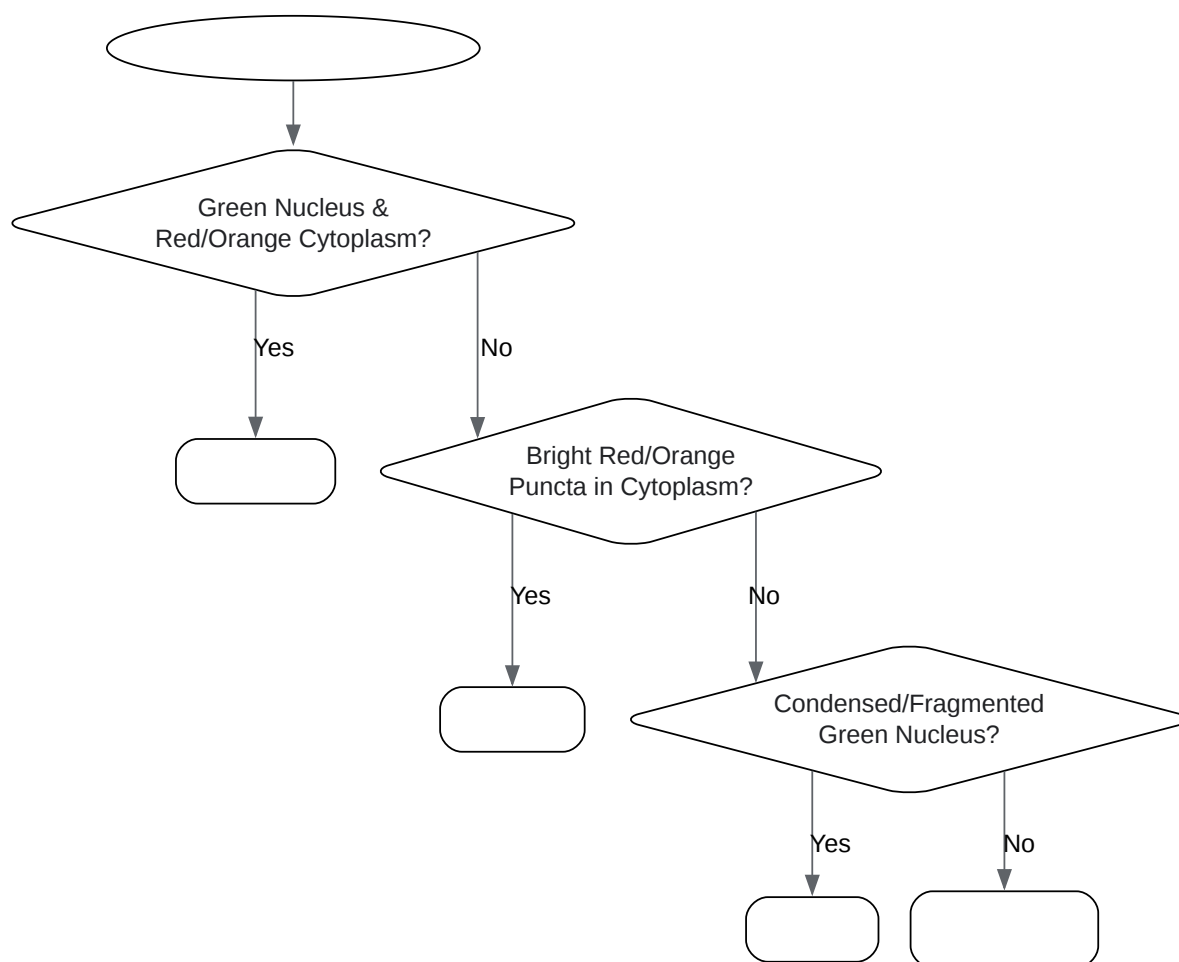 Green Nucleus &
Red/Orange Cytoplasm?
Yes
No
Bright Red/Orange
Puncta in Cytoplasm?
Yes
No
Condensed/Fragmented
Green Nucleus?
Yes
No